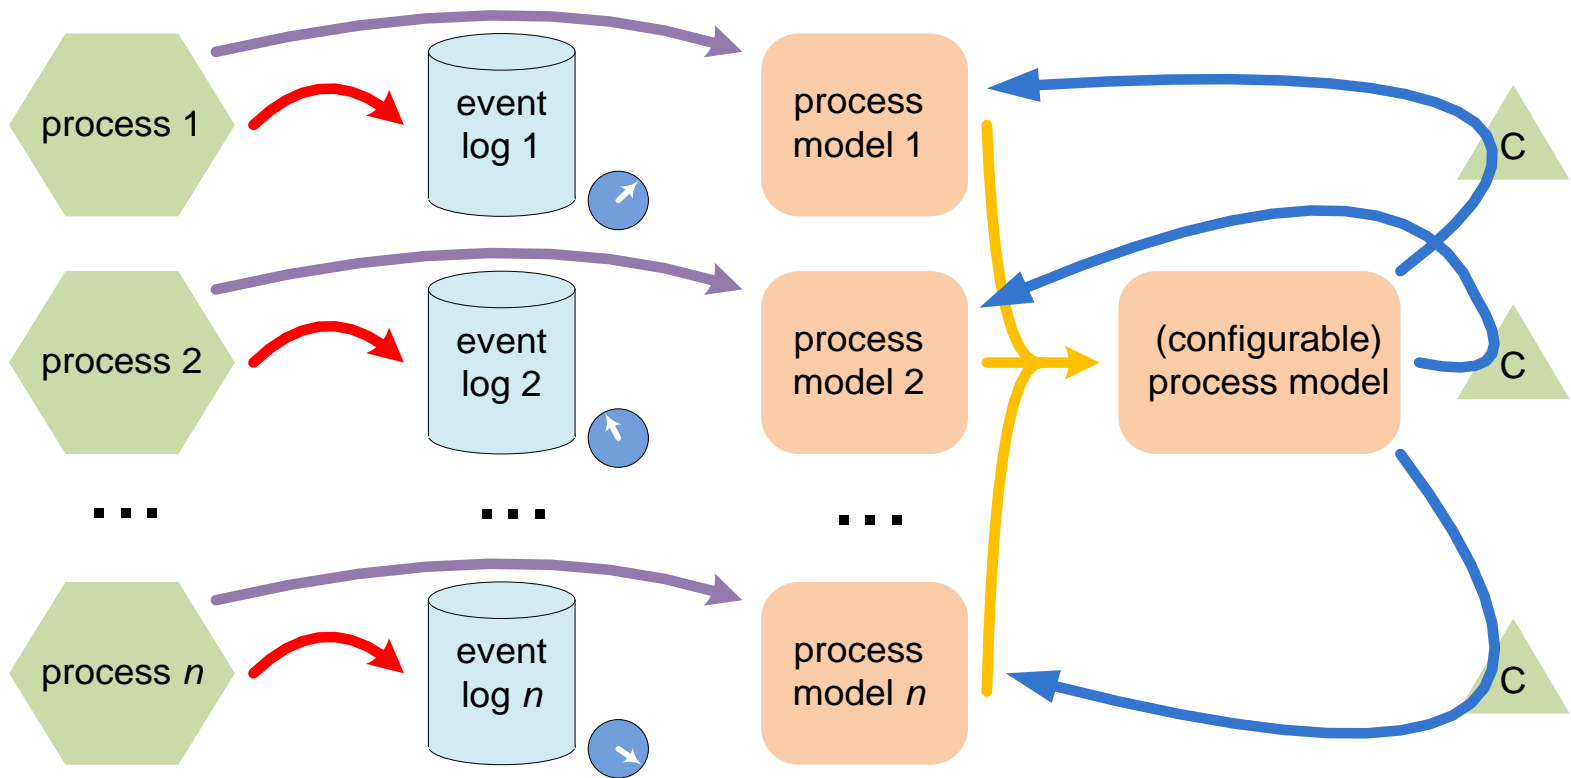 process 1
event
log 1
process
model 1
C
process 2
event
log 2
process
model 2
(configurable)
process model
C
...
...
...
process n
event
log n
process
model n
C